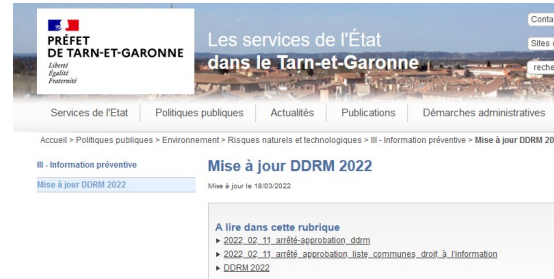 PRÉFET
DE TARN-ET-GARONNE
Liberté
Égalité
Fraternité
Les services de l'État
dans le Tarn-et-Garonne
Conta
Sites
reche
Services de l'Etat
Politiques publiques
Actualités
Publications
Démarches administratives
Accueil > Politiques publiques > Environnement > Risques naturels et technologiques > III - Information préventive > Mise à jour DDRM 20
III - Information préventive
Mise à jour DDRM 2022
Mise à jour DDRM 2022
Mise à jour le 18/03/2022
A lire dans cette rubrique
2022_02_11_arrêté-approbation_ddrm
2022_02_11_arrêté_approbation_liste_communes_droit_à_l'information
DDRM 2022